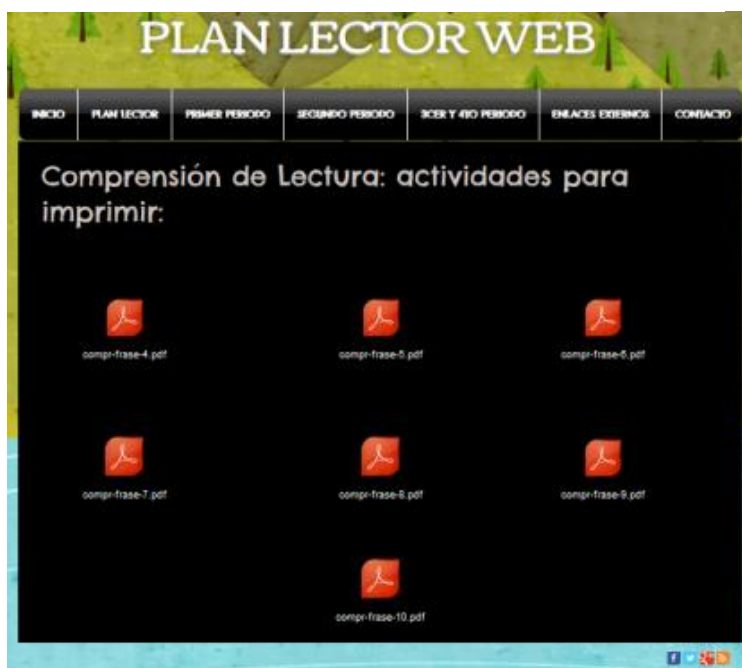 PLAN LECTOR WEB
INICIO
PLAN LECTOR
PRIMER PERIODO
SEGUNDO PERIODO
3CER Y 4TO PERIODO
ENLACES EXTERNOS
CONTACTO
Comprensión de Lectura: actividades para
imprimir:
compr-frase-4.pdf
compr-frase-5.pdf
compr-frase-6.pdf
compr-frase-7.pdf
compr-frase-8.pdf
compr-frase-9.pdf
compr-frase-10.pdf